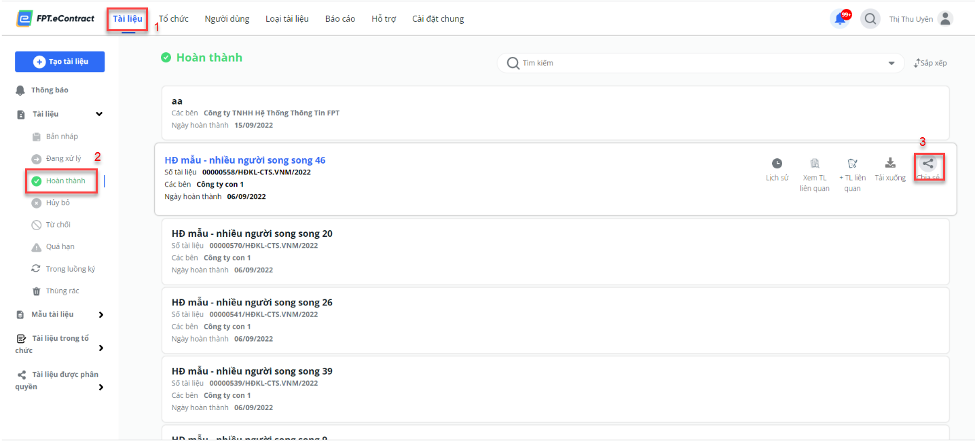 FPT.eContract
Tài liệu
1
Tổ chức
Người dùng
Loại tài liệu
Báo cáo
Hỗ trợ
Cài đặt chung
99+
Thị Thu Uyên
Tạo tài liệu
Thông báo
Tài liệu
Bản nháp
Đang xử lý
2
Hoàn thành
Hủy bỏ
Từ chối
Quá hạn
Trong luồng ký
Thùng rác
Mẫu tài liệu
Tài liệu trong tổ
chức
Tài liệu được phân
quyền
Hoàn thành
Tìm kiếm
Sắp xếp
aa
Các bên Công ty TNHH Hệ Thống Thông Tin FPT
Ngày hoàn thành 15/09/2022
HĐ mẫu - nhiều người song song 46
Số tài liệu 00000558/HĐKL-CTS.VNM/2022
Các bên Công ty con 1
Ngày hoàn thành 06/09/2022
Lịch sử
Xem TL
liên quan
+ TL liên
quan
Tải xuống
3
Chia sẻ
HĐ mẫu - nhiều người song song 20
Số tài liệu 00000570/HĐKL-CTS.VNM/2022
Các bên Công ty con 1
Ngày hoàn thành 06/09/2022
HĐ mẫu - nhiều người song song 26
Số tài liệu 00000541/HĐKL-CTS.VNM/2022
Các bên Công ty con 1
Ngày hoàn thành 06/09/2022
HĐ mẫu - nhiều người song song 39
Số tài liệu 00000539/HĐKL-CTS.VNM/2022
Các bên Công ty con 1
Ngày hoàn thành 06/09/2022
HĐ mẫu - nhiều người song song 9